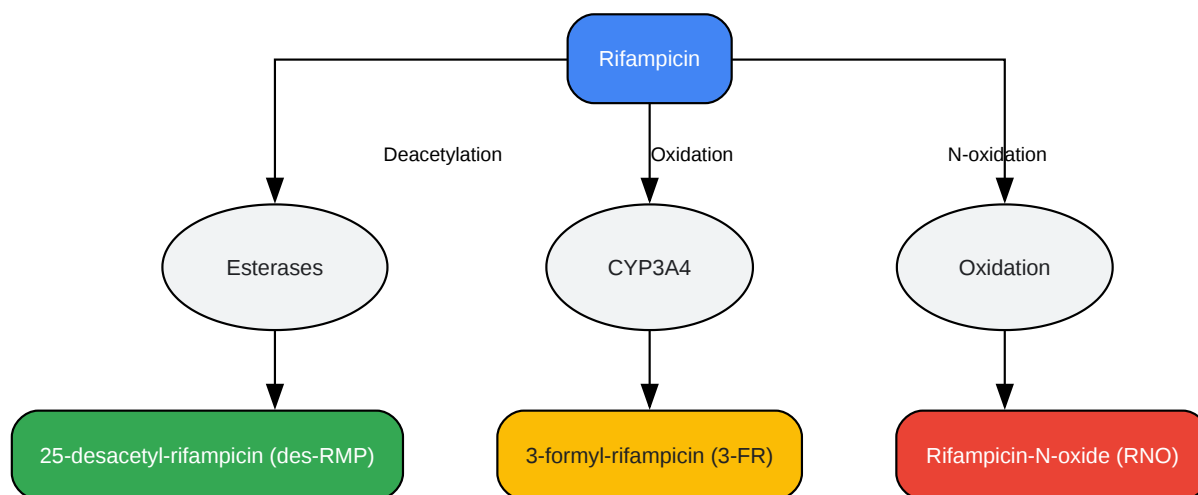 Rifampicin
Deacetylation
Oxidation
N-oxidation
Esterases
CYP3A4
Oxidation
25-desacetyl-rifampicin (des-RMP)
3-formyl-rifampicin (3-FR)
Rifampicin-N-oxide (RNO)